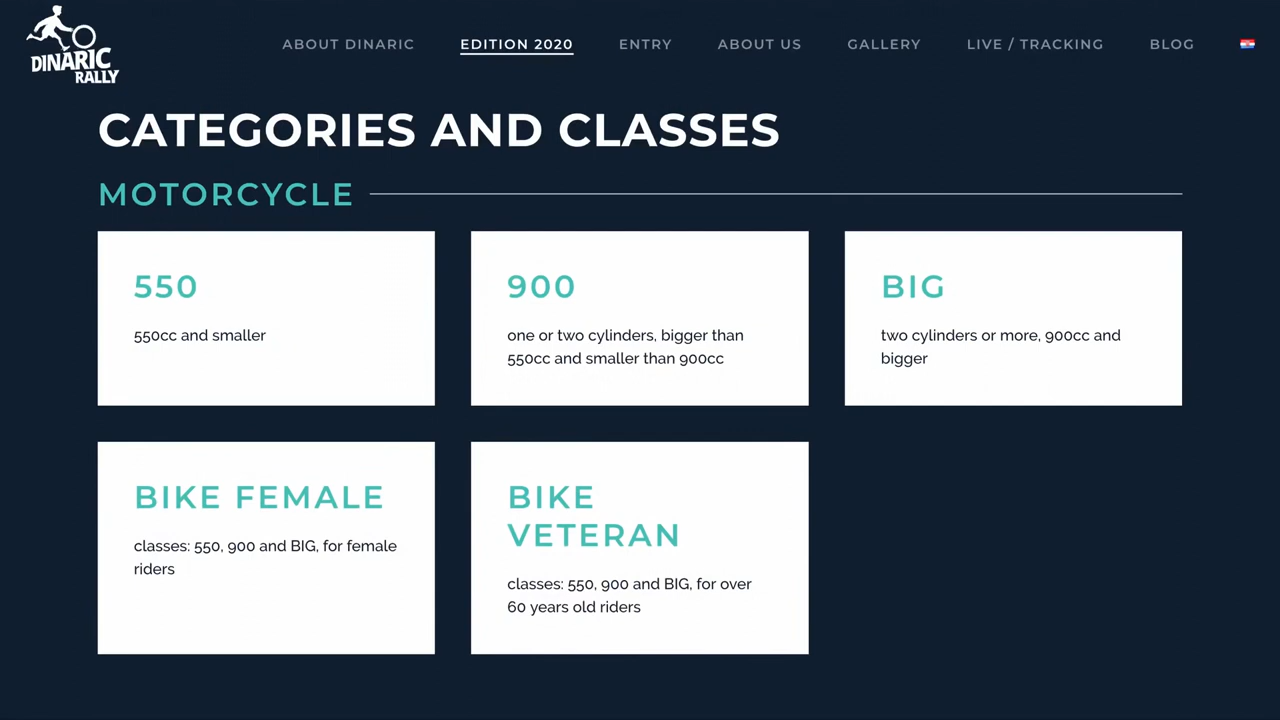 DINARIC
RALLY
ABOUT DINARIC
EDITION 2020
ENTRY
ABOUT US
GALLERY
LIVE / TRACKING
BLOG
CATEGORIES AND CLASSES
MOTORCYCLE
550
550cc and smaller
900
one or two cylinders, bigger than
550cc and smaller than 900cc
BIG
two cylinders or more, 900cc and
bigger
BIKE FEMALE
classes: 550, 900 and BIG, for female
riders
BIKE
VETERAN
classes: 550, 900 and BIG, for over
60 years old riders